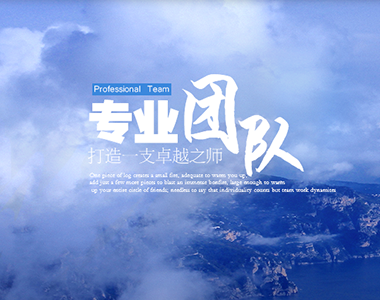 Professional Team
专业团队
打造一支卓越之师
One piece of log creates a small fire, adequate to warm you up,
add just a few more pieces to blast an immense bonfire, large enough to warm
up your entire circle of friends; needless to say that individuality counts but team work dynamites